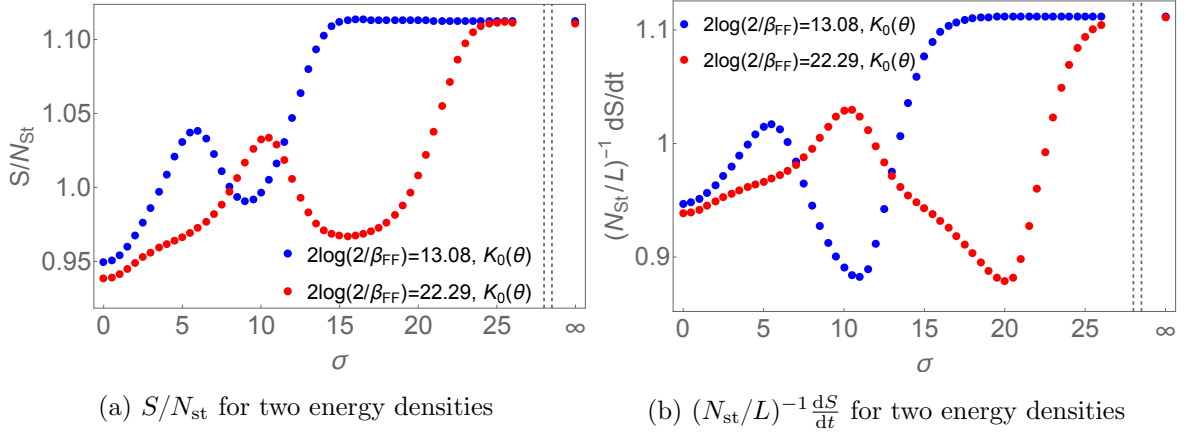 S/N_St
1.10
1.05
1.00
0.95
2log(2/β_FF)=13.08, K_0(θ)
2log(2/β_FF)=22.29, K_0(θ)
0 5 10 15 20 25 ∞
σ
(a) S/N_st for two energy densities
(N_St/L)^-1 dS/dt
1.1
1
0.9
2log(2/β_FF)=13.08, K_0(θ)
2log(2/β_FF)=22.29, K_0(θ)
0 5 10 15 20 25 ∞
σ
(b) (N_st/L)^-1 dS/dt for two energy densities